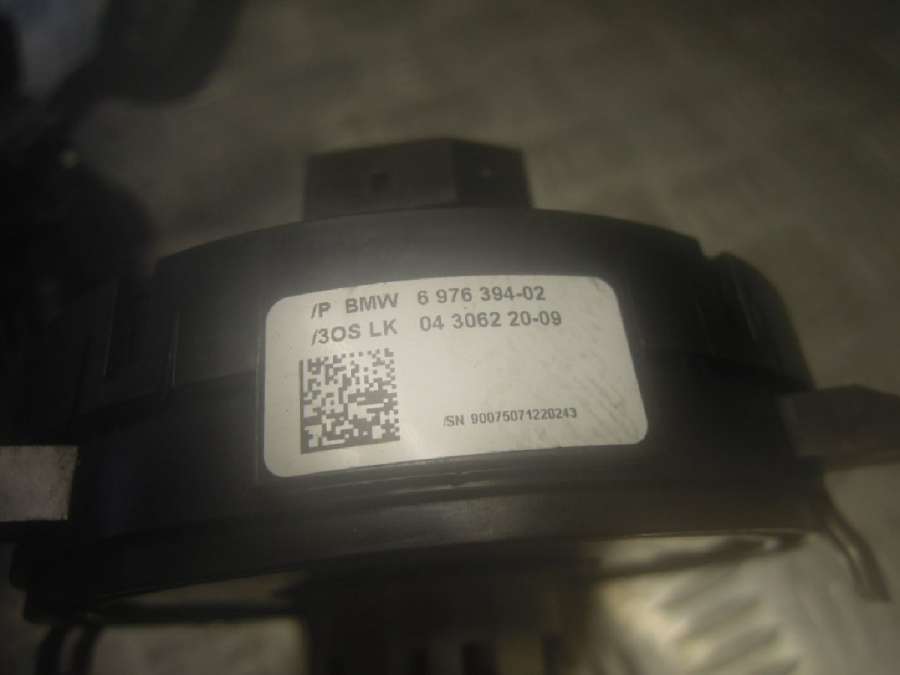 /P BMW 6 976 394-02
/3OS LK 04 3062 20-09
/SN 90075071220243